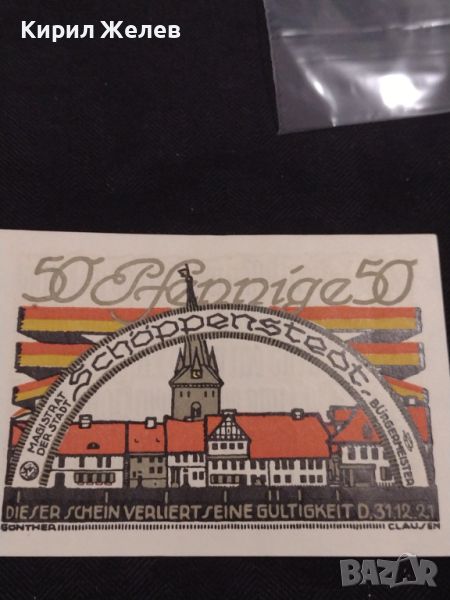 Кирил Желев
50 Pfennige 50
Schöppenstedt
MAGISTRAT
DER STADT
BÜRGERMEISTER
DIESER SCHEIN VERLIERT SEINE GÜLTIGKEIT D. 31.12.21
GÜNTHER CLAUSEN
BAZAR